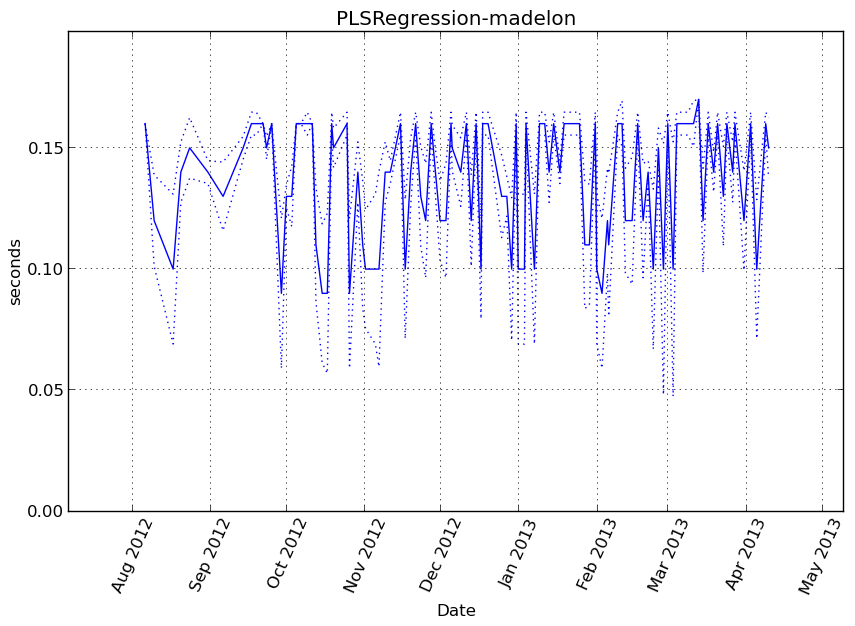 PLSRegression-madelon
seconds
0.15
0.10
0.05
0.00
Aug 2012
Sep 2012
Oct 2012
Nov 2012
Dec 2012
Jan 2013
Feb 2013
Mar 2013
Apr 2013
May 2013
Date